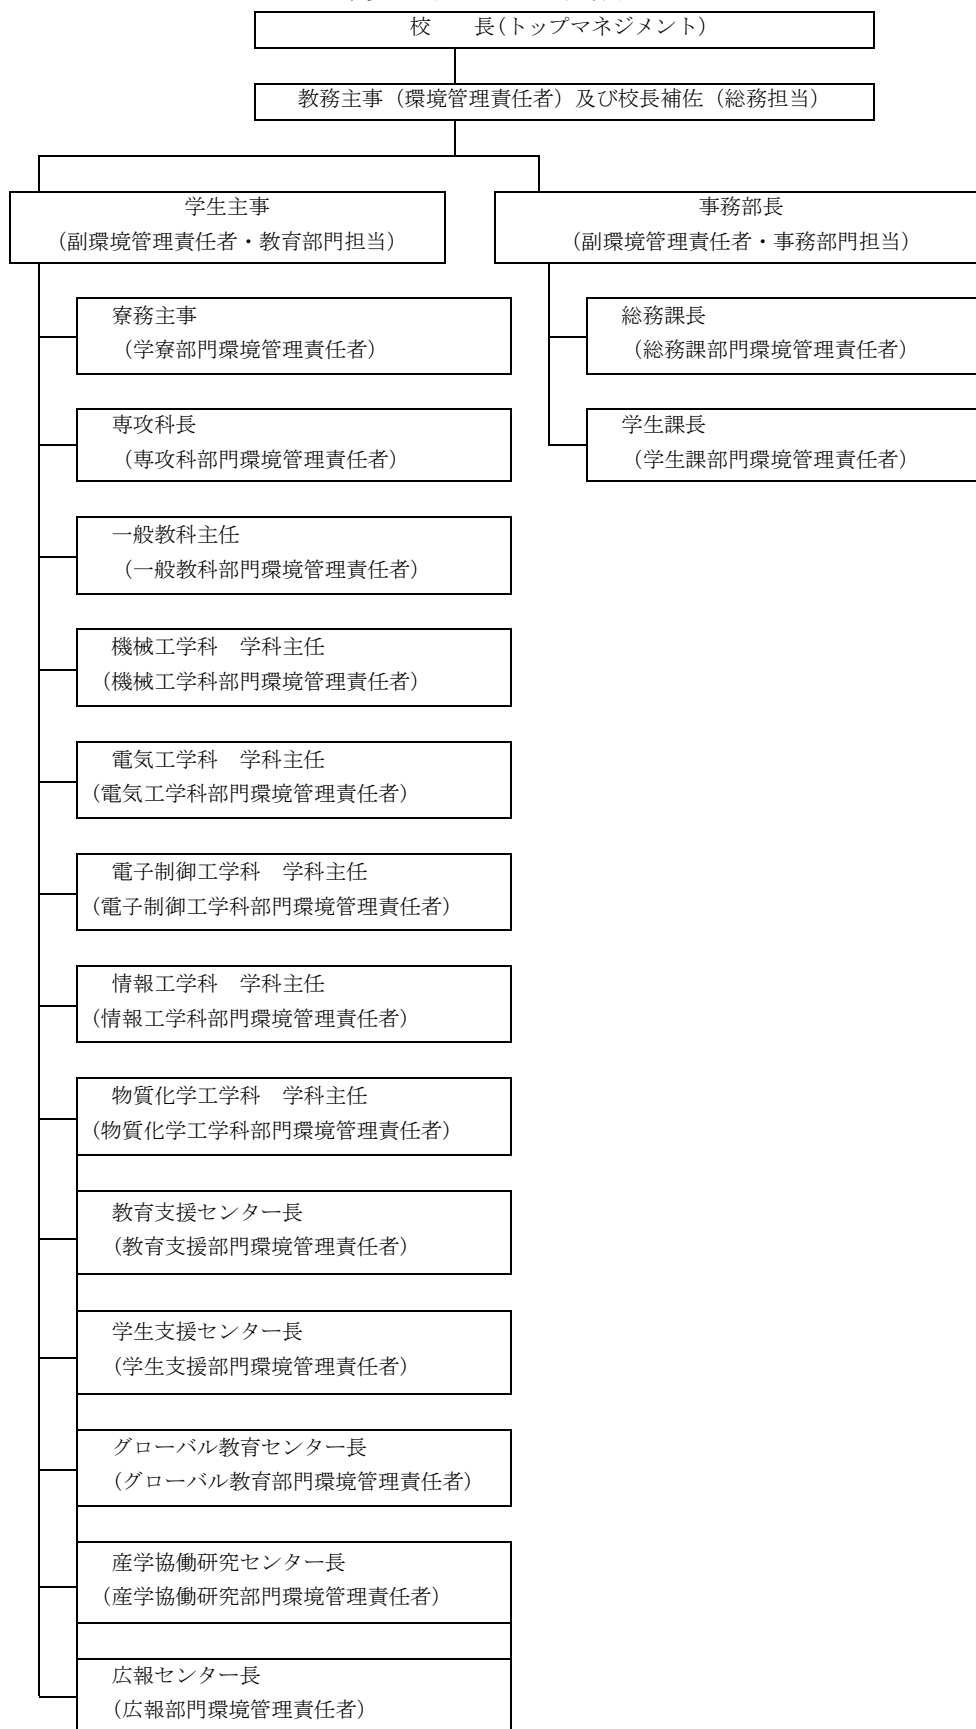 校　　長(トップマネジメント)
教務主事（環境管理責任者）及び校長補佐（総務担当）
学生主事
（副環境管理責任者・教育部門担当）
事務部長
（副環境管理責任者・事務部門担当）
寮務主事
（学寮部門環境管理責任者）
総務課長
（総務課部門環境管理責任者）
専攻科長
（専攻科部門環境管理責任者）
学生課長
（学生課部門環境管理責任者）
一般教科主任
（一般教科部門環境管理責任者）
機械工学科　学科主任
（機械工学科部門環境管理責任者）
電気工学科　学科主任
（電気工学科部門環境管理責任者）
電子制御工学科　学科主任
（電子制御工学科部門環境管理責任者）
情報工学科　学科主任
（情報工学科部門環境管理責任者）
物質化学工学科　学科主任
（物質化学工学科部門環境管理責任者）
教育支援センター長
（教育支援部門環境管理責任者）
学生支援センター長
（学生支援部門環境管理責任者）
グローバル教育センター長
（グローバル教育部門環境管理責任者）
産学協働研究センター長
（産学協働研究部門環境管理責任者）
広報センター長
（広報部門環境管理責任者）